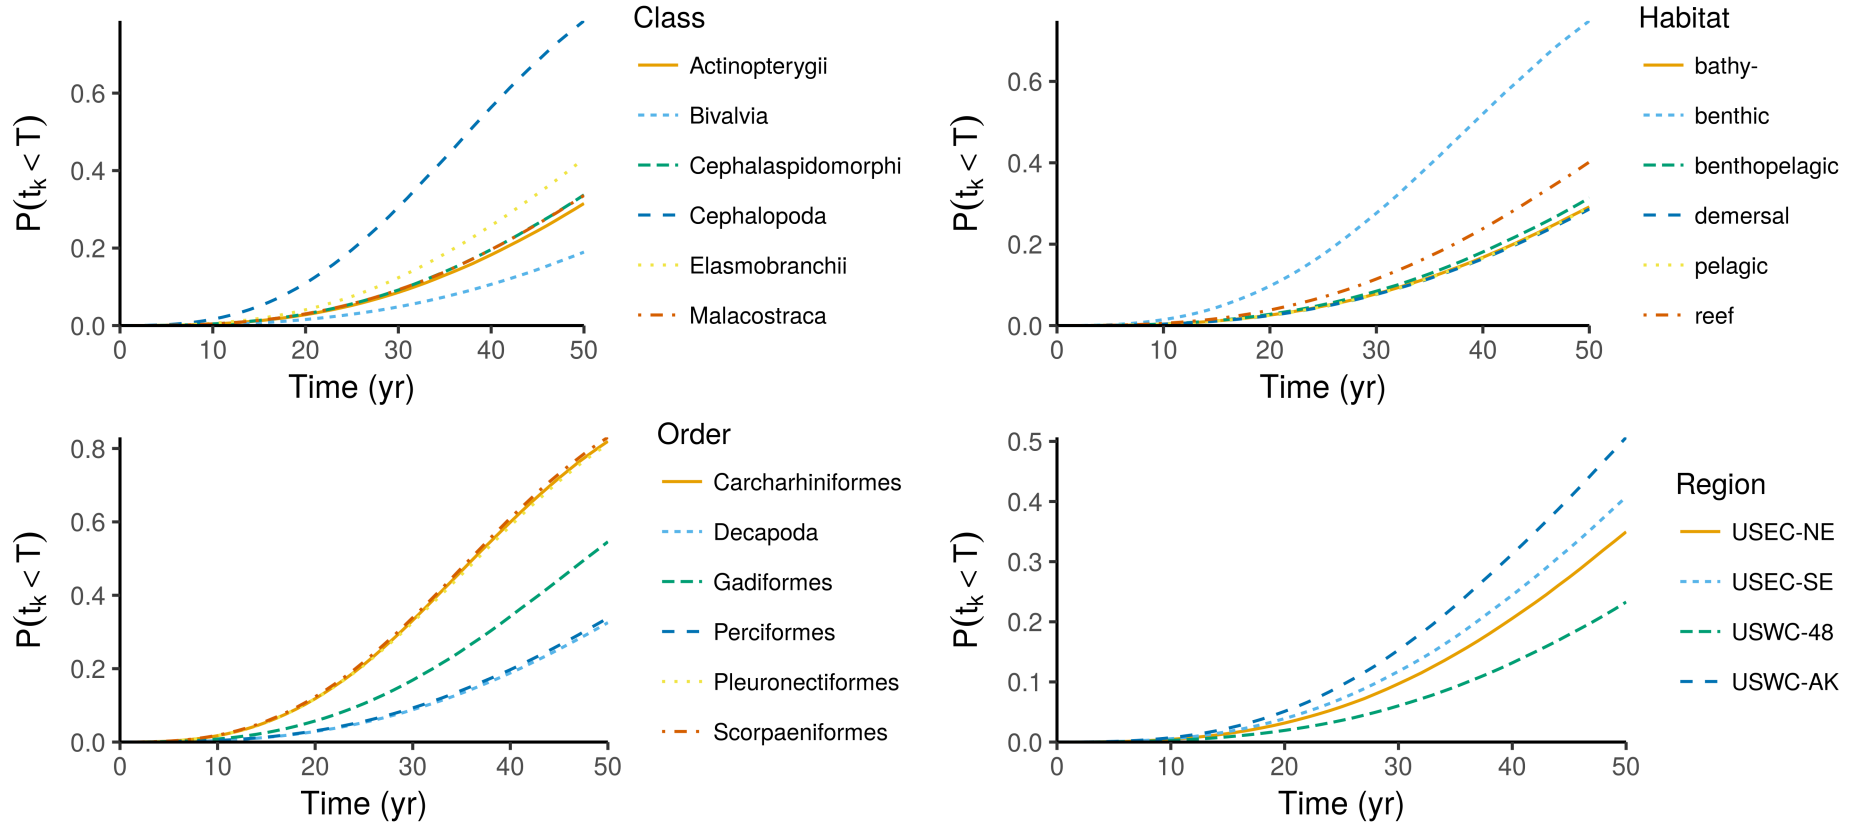 Class
P(tk < T)
0.6
0.4
0.2
0.0
0 10 20 30 40 50
Time (yr)
Actinopterygii
Bivalvia
Cephalaspidomorphi
Cephalopoda
Elasmobranchii
Malacostraca
Habitat
P(tk < T)
0.6
0.4
0.2
0.0
0 10 20 30 40 50
Time (yr)
bathy-
benthic
benthopelagic
demersal
pelagic
reef
Order
P(tk < T)
0.8
0.6
0.4
0.2
0.0
0 10 20 30 40 50
Time (yr)
Carcharhiniformes
Decapoda
Gadiformes
Perciformes
Pleuronectiformes
Scorpaeniformes
Region
P(tk < T)
0.5
0.4
0.3
0.2
0.1
0.0
0 10 20 30 40 50
Time (yr)
USEC-NE
USEC-SE
USWC-48
USWC-AK